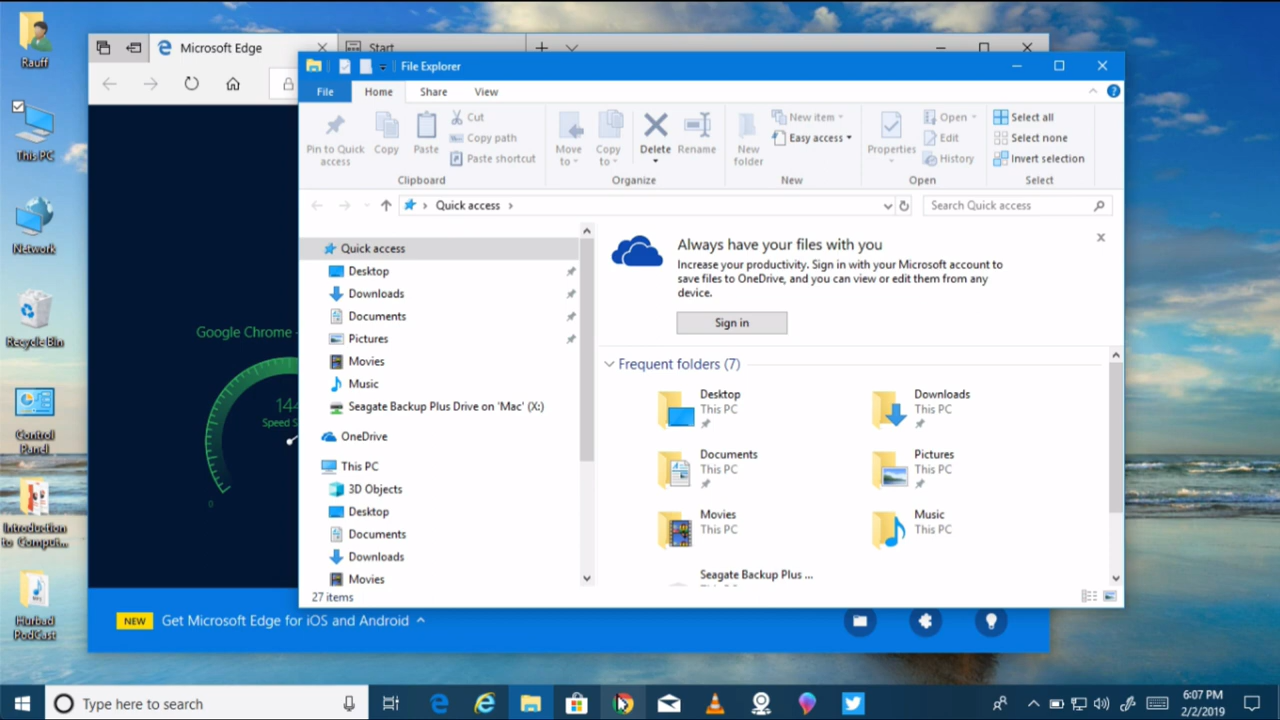 Rauff
This PC
Network
Recycle Bin
Control
Panel
Introduction
to Comput...
Hurbad
PodCast
Microsoft Edge
Start
Google Chrome -
144
Speed S
0
NEW
Get Microsoft Edge for iOS and Android
File Explorer
File
Home
Share
View
Pin to Quick
access
Copy
Paste
Cut
Copy path
Paste shortcut
Clipboard
Move
to
Copy
to
Delete
Rename
Organize
New
folder
New item
Easy access
New
Properties
Open
Edit
History
Open
Select all
Select none
Invert selection
Select
Quick access
Search Quick access
Quick access
Desktop
Downloads
Documents
Pictures
Movies
Music
Seagate Backup Plus Drive on 'Mac' (X:)
OneDrive
This PC
3D Objects
Desktop
Documents
Downloads
Movies
27 items
Always have your files with you
Increase your productivity. Sign in with your Microsoft account to
save files to OneDrive, and you can view or edit them from any
device.
Sign in
Frequent folders (7)
Desktop
This PC
Downloads
This PC
Documents
This PC
Pictures
This PC
Movies
This PC
Music
This PC
Seagate Backup Plus ...
Type here to search
6:07 PM
2/2/2019